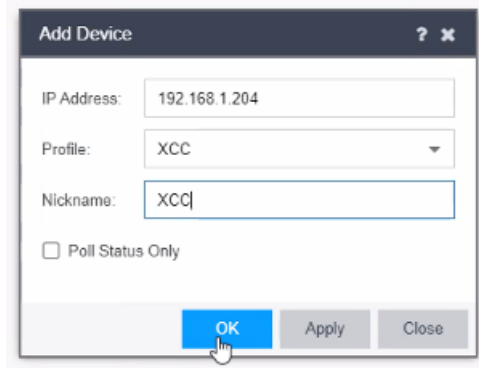 Add Device ? ×
IP Address: 192.168.1.204
Profile: XCC
Nickname: XCC
Poll Status Only
OK Apply Close